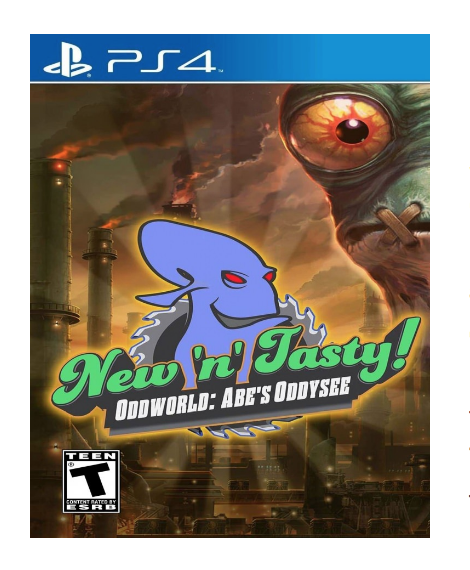 PS4
New 'n' Tasty!
ODDWORLD: ABE'S ODDYSEE
TEEN
T
CONTENT RATED BY
ESRB